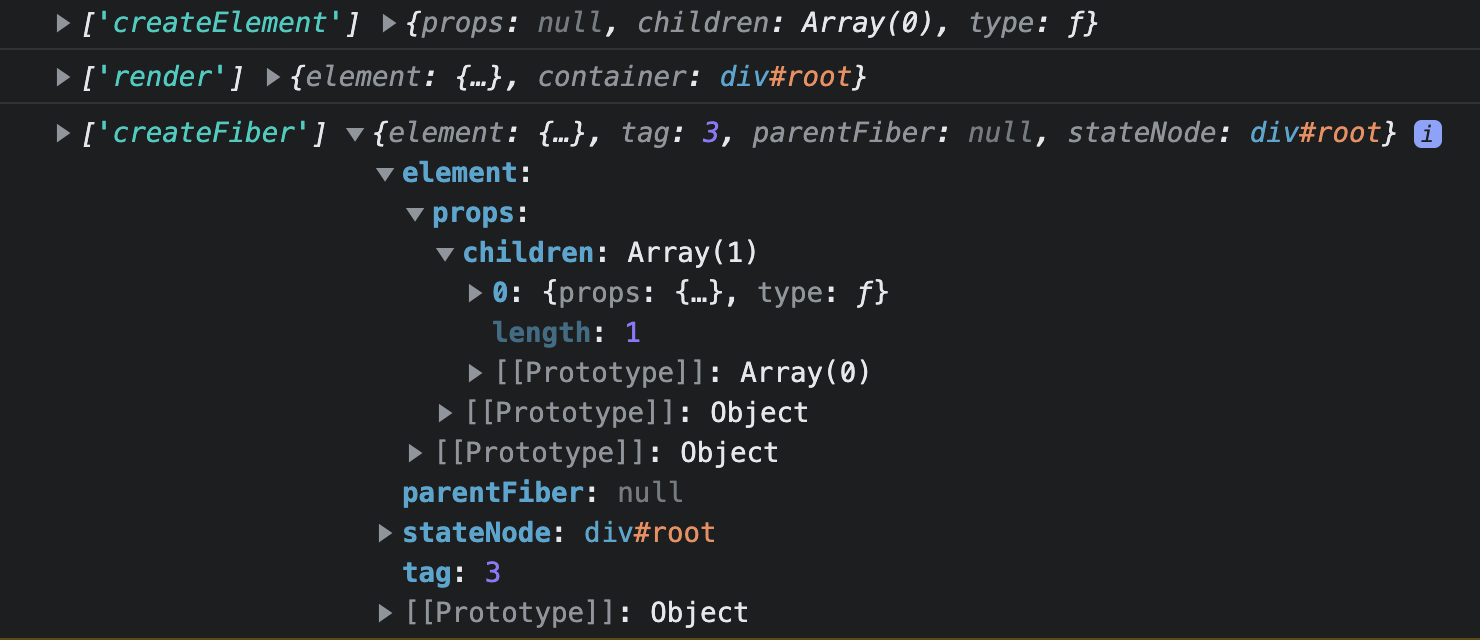 ▶ ['createElement'] ▶ {props: null, children: Array(0), type: ƒ}
▶ ['render'] ▶ {element: {…}, container: div#root}
▶ ['createFiber'] ▼ {element: {…}, tag: 3, parentFiber: null, stateNode: div#root} i
▼ element:
▼ props:
▼ children: Array(1)
▶ 0: {props: {…}, type: ƒ}
length: 1
▶ [[Prototype]]: Array(0)
▶ [[Prototype]]: Object
▶ [[Prototype]]: Object
parentFiber: null
▶ stateNode: div#root
tag: 3
▶ [[Prototype]]: Object